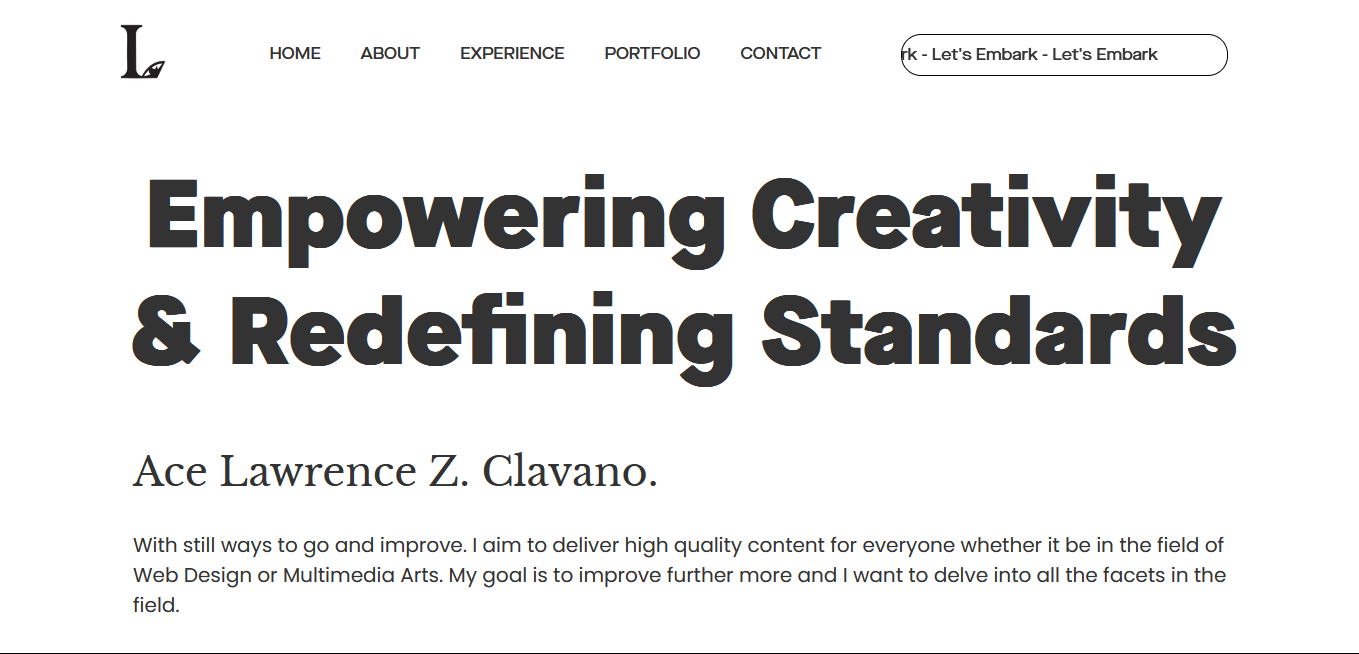 L
HOME ABOUT EXPERIENCE PORTFOLIO CONTACT rk - Let's Embark - Let's Embark
Empowering Creativity
& Redefining Standards
Ace Lawrence Z. Clavano.
With still ways to go and improve. I aim to deliver high quality content for everyone whether it be in the field of
Web Design or Multimedia Arts. My goal is to improve further more and I want to delve into all the facets in the
field.